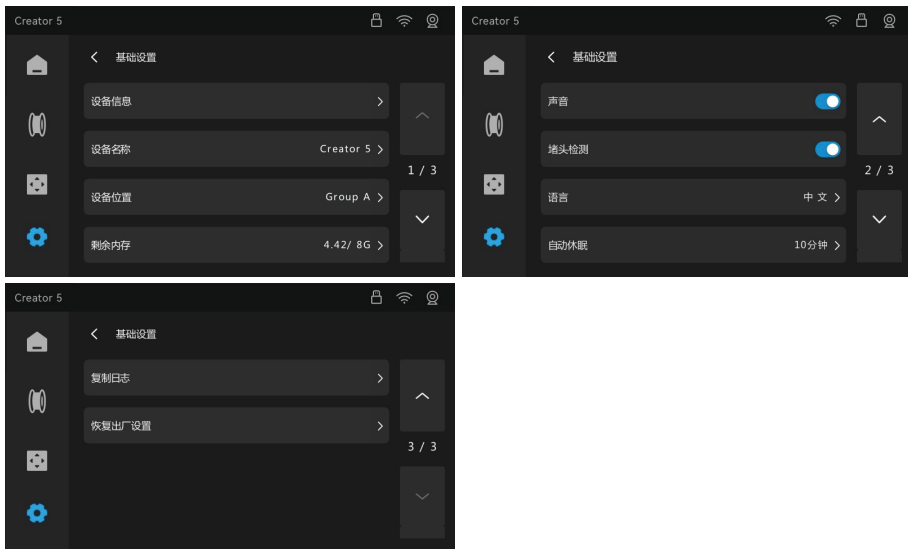 Creator 5
基础设置
设备信息
设备名称 Creator 5
设备位置 Group A
剩余内存 4.42/ 8G
1 / 3
Creator 5
基础设置
声音
堵头检测
语言 中 文
自动休眠 10分钟
2 / 3
Creator 5
基础设置
复制日志
恢复出厂设置
3 / 3